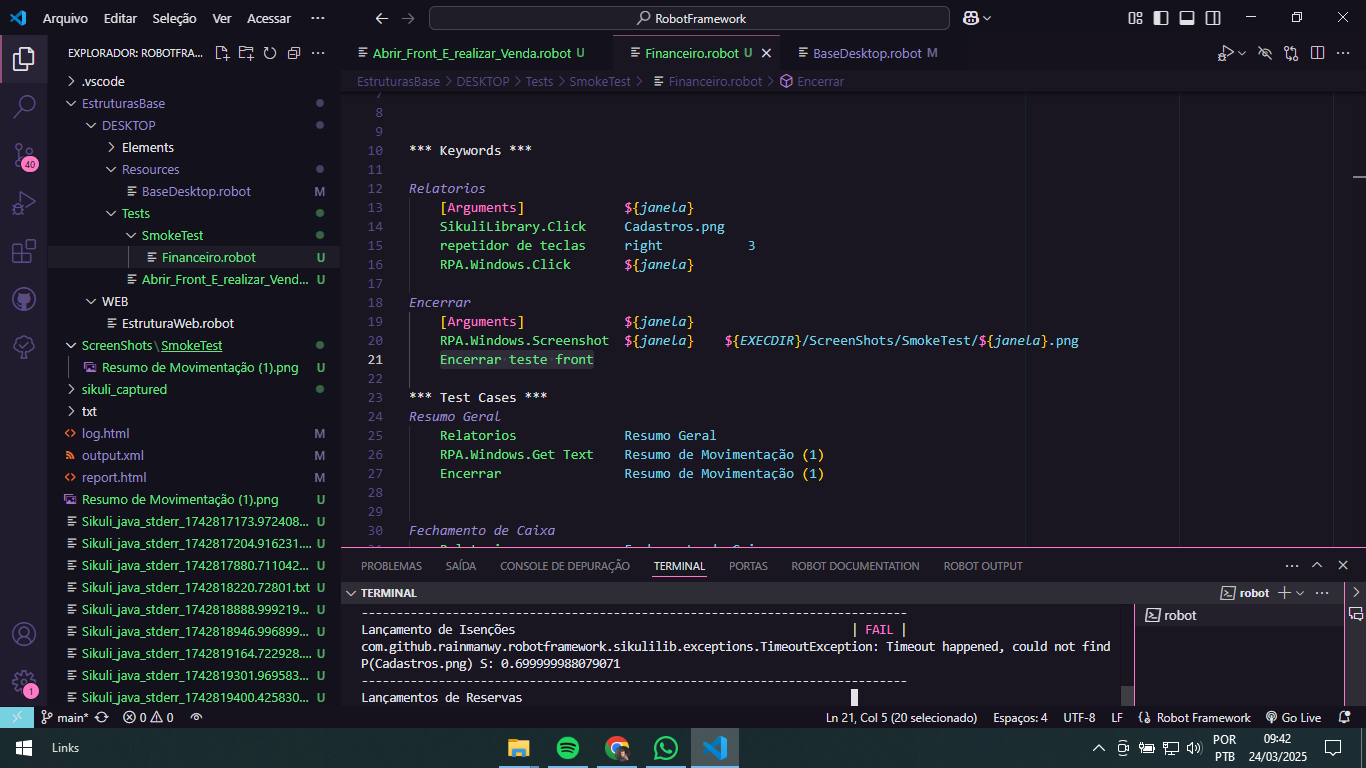 Arquivo Editar Seleção Ver Acessar ··· RobotFramework
EXPLORADOR: ROBOTFRA...
.vscode
EstruturasBase
DESKTOP
Elements
Resources
BaseDesktop.robot M
Tests
SmokeTest
Financeiro.robot U
Abrir_Front_E_realizar_Vend... U
WEB
EstruturaWeb.robot
ScreenShots\SmokeTest
Resumo de Movimentação (1).png U
sikuli_captured
txt
log.html M
output.xml M
report.html M
Resumo de Movimentação (1).png U
Sikuli_java_stderr_1742817173.972408... U
Sikuli_java_stderr_1742817204.916231.... U
Sikuli_java_stderr_1742817880.711042... U
Sikuli_java_stderr_1742818220.72801.txt U
Sikuli_java_stderr_1742818888.999219... U
Sikuli_java_stderr_1742818946.996899... U
Sikuli_java_stderr_1742819164.722928.... U
Sikuli_java_stderr_1742819301.969583... U
Sikuli_java_stderr_1742819400.425830... U
40
1
Abrir_Front_E_realizar_Venda.robot U Financeiro.robot U BaseDesktop.robot M
EstruturasBase > DESKTOP > Tests > SmokeTest > Financeiro.robot > Encerrar
7
8
9
10 *** Keywords ***
11
12 Relatorios
13 [Arguments] ${janela}
14 SikuliLibrary.Click Cadastros.png
15 repetidor de teclas right 3
16 RPA.Windows.Click ${janela}
17
18 Encerrar
19 [Arguments] ${janela}
20 RPA.Windows.Screenshot ${janela} ${EXECDIR}/ScreenShots/SmokeTest/${janela}.png
21 Encerrar·teste·front
22
23 *** Test Cases ***
24 Resumo Geral
25 Relatorios Resumo Geral
26 RPA.Windows.Get Text Resumo de Movimentação (1)
27 Encerrar Resumo de Movimentação (1)
28
29
30 Fechamento de Caixa
PROBLEMAS SAÍDA CONSOLE DE DEPURAÇÃO TERMINAL PORTAS ROBOT DOCUMENTATION ROBOT OUTPUT
TERMINAL robot
robot
------------------------------------------------------------------------
Lançamento de Isenções | FAIL |
com.github.rainmanwy.robotframework.sikulilib.exceptions.TimeoutException: Timeout happened, could not find
P(Cadastros.png) S: 0.699999988079071
------------------------------------------------------------------------
Lançamentos de Reservas
main* 0 0 Ln 21, Col 5 (20 selecionado) Espaços: 4 UTF-8 LF Robot Framework Go Live
Links
POR
PTB
09:42
24/03/2025